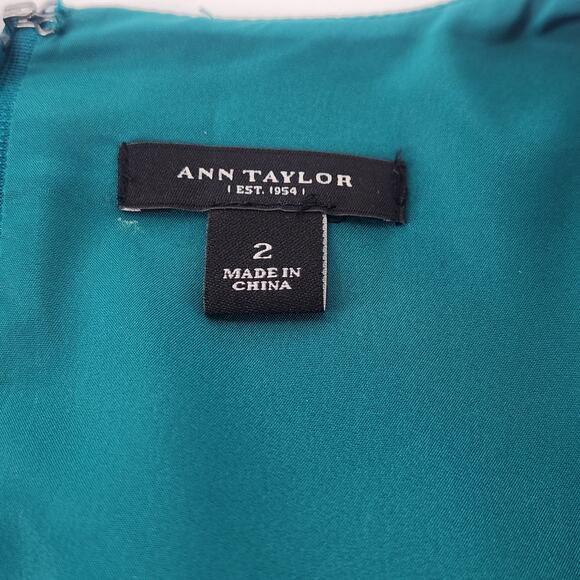 ANN TAYLOR
| EST. 1954 |
2
MADE IN
CHINA